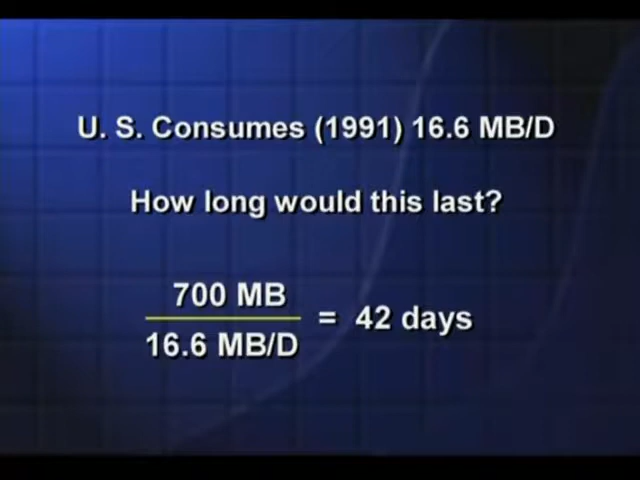 U. S. Consumes (1991) 16.6 MB/D
How long would this last?
700 MB
16.6 MB/D
= 42 days